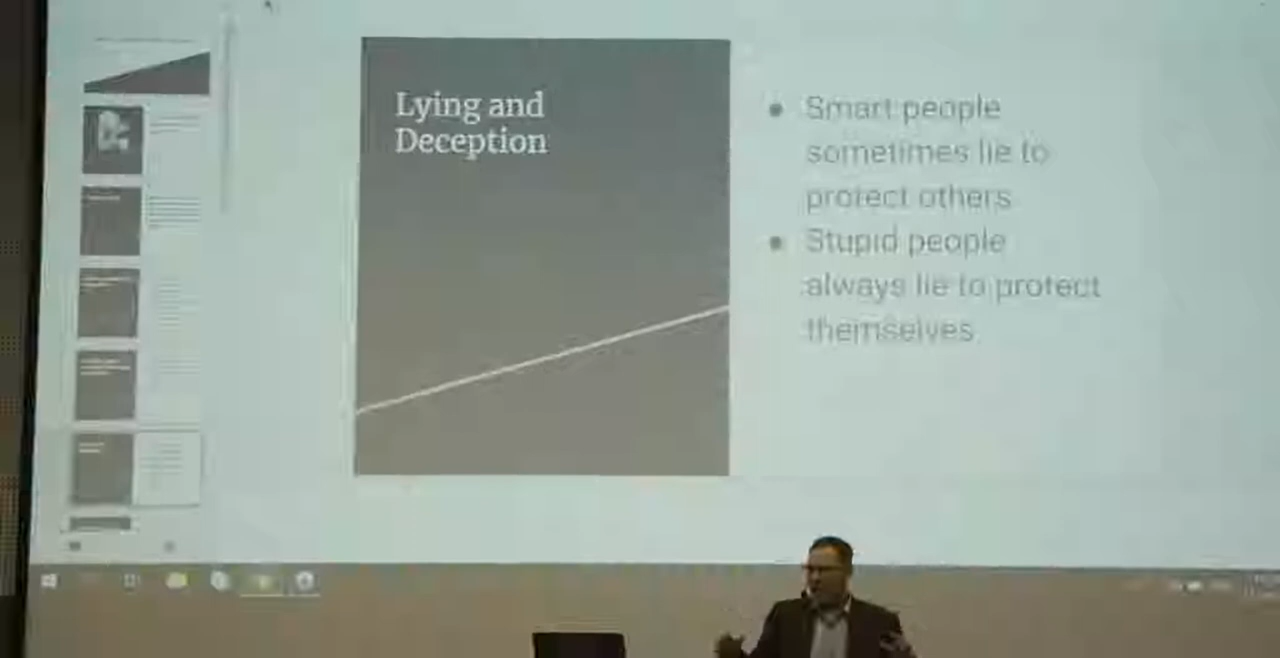 Lying and
Deception
Smart people
sometimes lie to
protect others
Stupid people
always lie to protect
themselves.